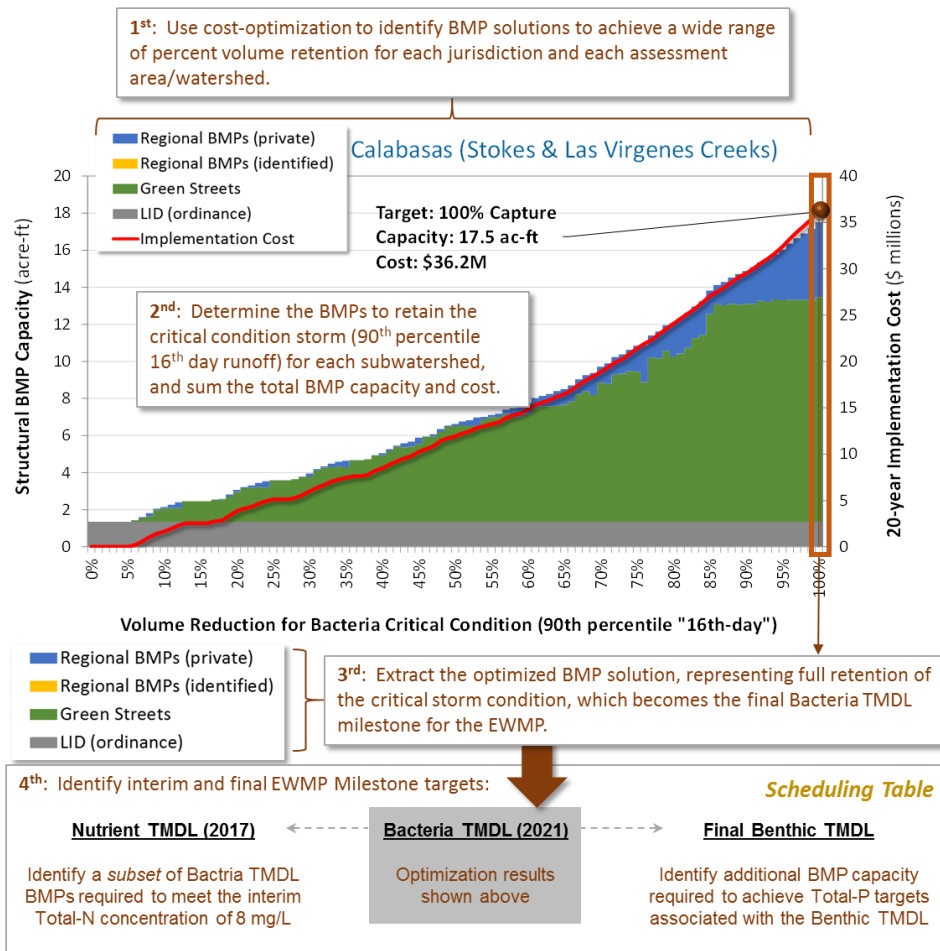 1st: Use cost-optimization to identify BMP solutions to achieve a wide range
of percent volume retention for each jurisdiction and each assessment
area/watershed.
Regional BMPs (private)
Regional BMPs (identified)
Green Streets
LID (ordinance)
Implementation Cost
Calabasas (Stokes & Las Virgenes Creeks)
Target: 100% Capture
Capacity: 17.5 ac-ft
Cost: $36.2M
2nd: Determine the BMPs to retain the
critical condition storm (90th percentile
16th day runoff) for each subwatershed,
and sum the total BMP capacity and cost.
Structural BMP Capacity (acre-ft)
20
18
16
14
12
10
8
6
4
2
0
40
35
30
25
20
15
10
5
0
20-year Implementation Cost ($ millions)
0%
5%
10%
15%
20%
25%
30%
35%
40%
45%
50%
55%
60%
65%
70%
75%
80%
85%
90%
95%
100%
Volume Reduction for Bacteria Critical Condition (90th percentile "16th-day")
Regional BMPs (private)
Regional BMPs (identified)
Green Streets
LID (ordinance)
3rd: Extract the optimized BMP solution, representing full retention of
the critical storm condition, which becomes the final Bacteria TMDL
milestone for the EWMP.
4th: Identify interim and final EWMP Milestone targets:
Scheduling Table
Nutrient TMDL (2017)
Identify a subset of Bactria TMDL
BMPs required to meet the interim
Total-N concentration of 8 mg/L
Bacteria TMDL (2021)
Optimization results
shown above
Final Benthic TMDL
Identify additional BMP capacity
required to achieve Total-P targets
associated with the Benthic TMDL